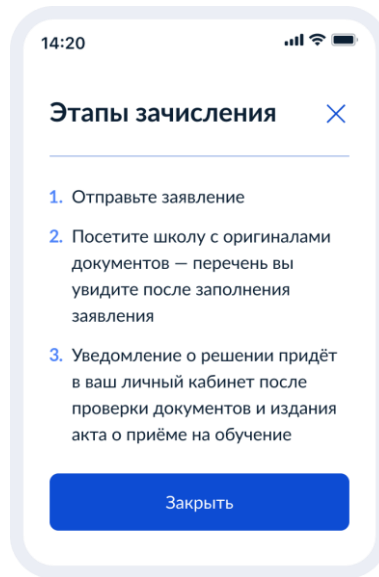 14:20
Этапы зачисления
1. Отправьте заявление
2. Посетите школу с оригиналами
документов — перечень вы
увидите после заполнения
заявления
3. Уведомление о решении придёт
в ваш личный кабинет после
проверки документов и издания
акта о приёме на обучение
Закрыть